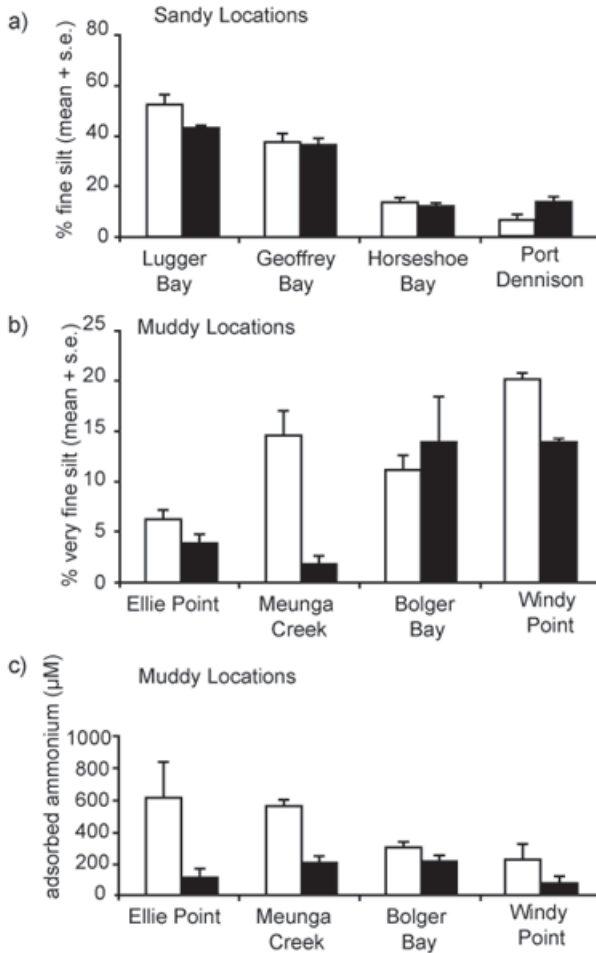 a)
Sandy Locations
% fine silt (mean + s.e.)
80
60
40
20
0
Lugger
Bay
Geoffrey
Bay
Horseshoe
Bay
Port
Dennison
b)
Muddy Locations
% very fine silt (mean + s.e.)
25
20
15
10
5
0
Ellie Point
Meunga
Creek
Bolger
Bay
Windy
Point
c)
Muddy Locations
adsorbed ammonium (µM)
1000
800
600
400
200
0
Ellie Point
Meunga
Creek
Bolger
Bay
Windy
Point